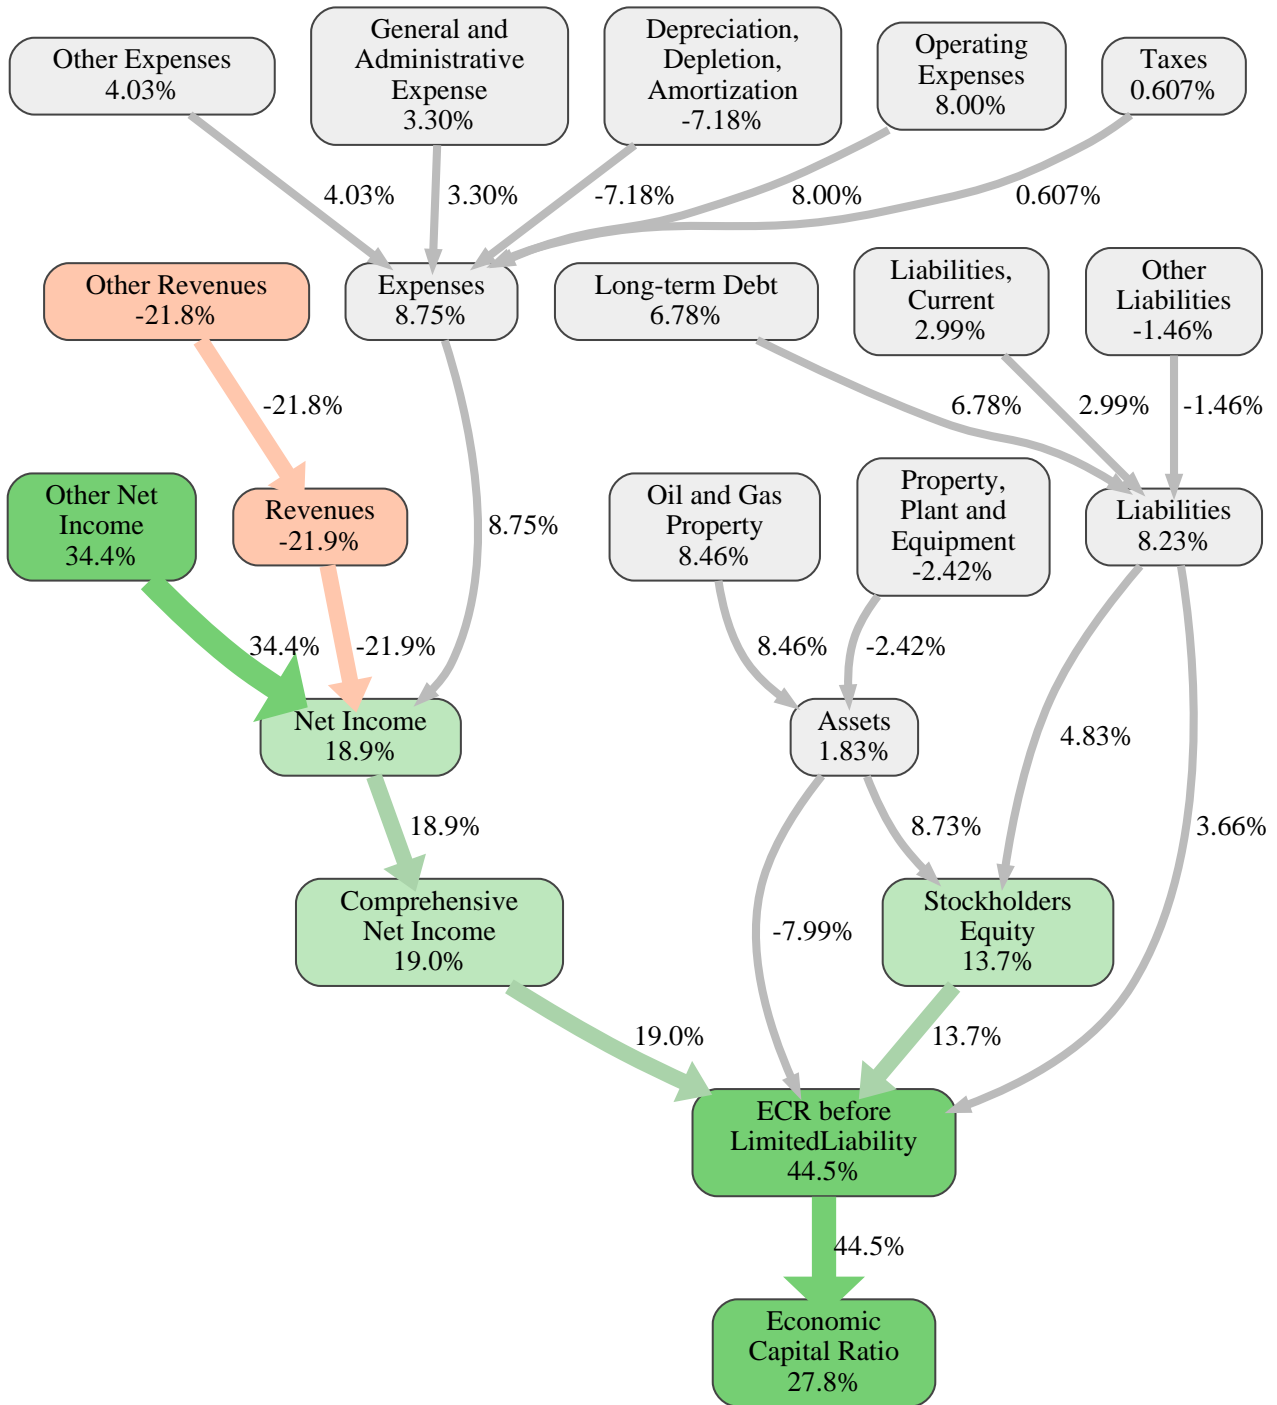 Other Expenses
4.03%
General and
Administrative
Expense
3.30%
Depreciation,
Depletion,
Amortization
-7.18%
Operating
Expenses
8.00%
Taxes
0.607%
4.03%
3.30%
-7.18%
8.00%
0.607%
Other Revenues
-21.8%
Expenses
8.75%
Long-term Debt
6.78%
Liabilities,
Current
2.99%
Other
Liabilities
-1.46%
-21.8%
6.78%
2.99%
-1.46%
Other Net
Income
34.4%
Revenues
-21.9%
8.75%
Oil and Gas
Property
8.46%
Property,
Plant and
Equipment
-2.42%
Liabilities
8.23%
34.4%
-21.9%
8.46%
-2.42%
Net Income
18.9%
Assets
1.83%
4.83%
18.9%
8.73%
3.66%
Comprehensive
Net Income
19.0%
-7.99%
Stockholders
Equity
13.7%
19.0%
13.7%
ECR before
LimitedLiability
44.5%
44.5%
Economic
Capital Ratio
27.8%